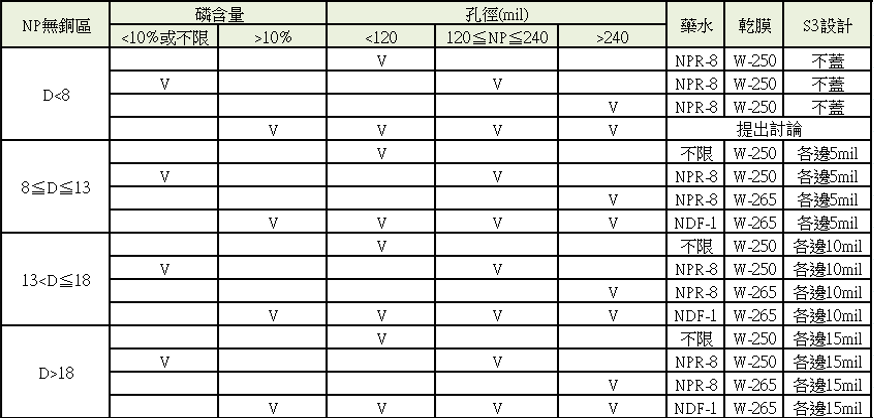 NP無銅區 磷含量 孔徑(mil) 藥水 乾膜 S3設計
<10%或不限 >10% <120 120≦NP≦240 >240
D<8 V NPR-8 W-250 不蓋
V V NPR-8 W-250 不蓋
V NPR-8 W-250 不蓋
V V V V 提出討論
8≦D≦13 V 不限 W-250 各邊5mil
V V NPR-8 W-250 各邊5mil
V NPR-8 W-265 各邊5mil
V V V V NDF-1 W-265 各邊5mil
13<D≦18 V 不限 W-250 各邊10mil
V V NPR-8 W-250 各邊10mil
V NPR-8 W-265 各邊10mil
V V V V NDF-1 W-265 各邊10mil
D>18 V 不限 W-250 各邊15mil
V V NPR-8 W-250 各邊15mil
V NPR-8 W-265 各邊15mil
V V V V NDF-1 W-265 各邊15mil